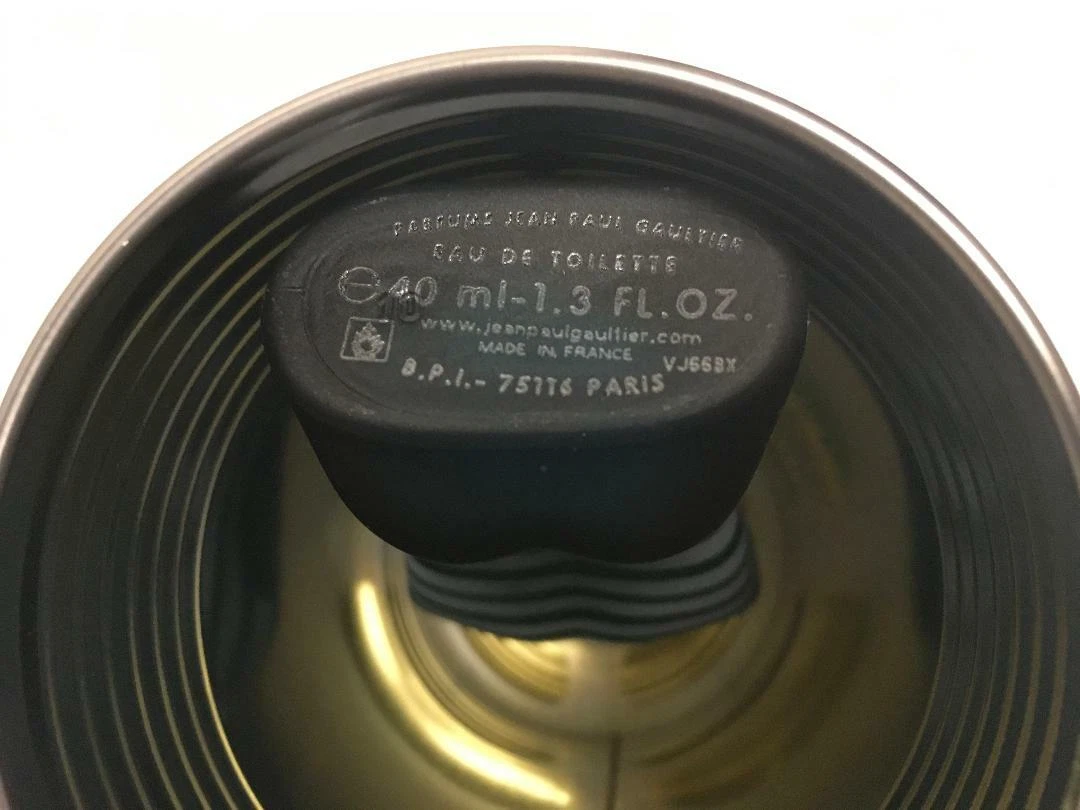 PARFUMS JEAN PAUL GAULTIER
EAU DE TOILETTE
40 ml-1.3 FL.OZ.
www.jeanpaulgaultier.com
MADE IN FRANCE
B.P.I.- 75116 PARIS